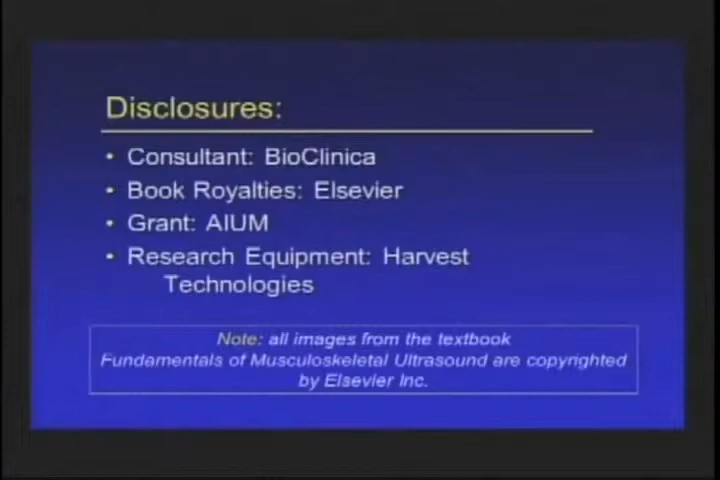 Disclosures:
• Consultant: BioClinica
• Book Royalties: Elsevier
• Grant: AIUM
• Research Equipment: Harvest
Technologies
Note: all images from the textbook
Fundamentals of Musculoskeletal Ultrasound are copyrighted
by Elsevier Inc.